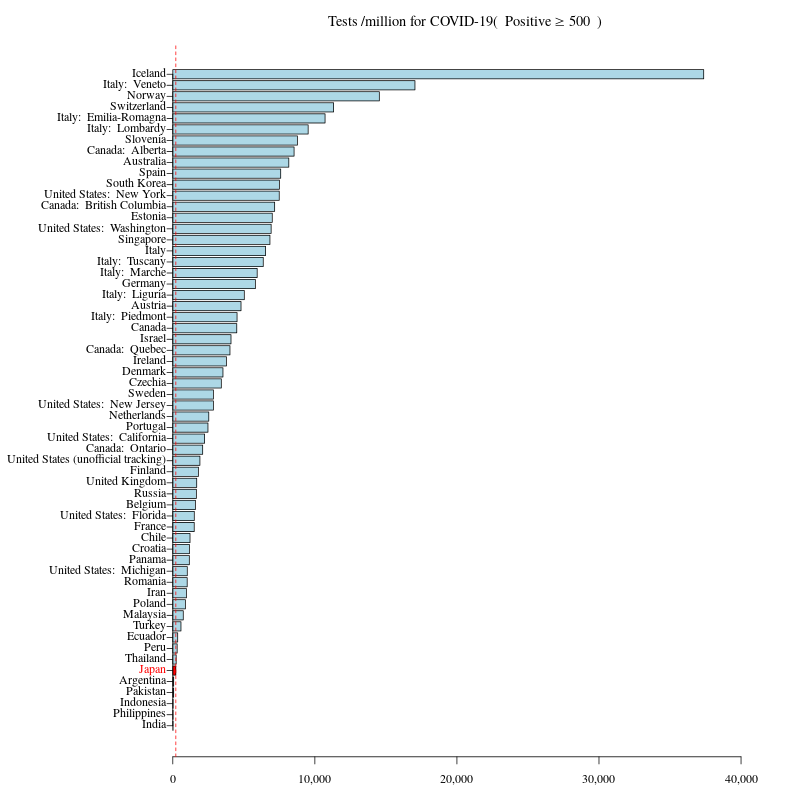 Tests /million for COVID-19(  Positive ≥ 500  )
Iceland
Italy:  Veneto
Norway
Switzerland
Italy:  Emilia-Romagna
Italy:  Lombardy
Slovenia
Canada:  Alberta
Australia
Spain
South Korea
United States:  New York
Canada:  British Columbia
Estonia
United States:  Washington
Singapore
Italy
Italy:  Tuscany
Italy:  Marche
Germany
Italy:  Liguria
Austria
Italy:  Piedmont
Canada
Israel
Canada:  Quebec
Ireland
Denmark
Czechia
Sweden
United States:  New Jersey
Netherlands
Portugal
United States:  California
Canada:  Ontario
United States (unofficial tracking)
Finland
United Kingdom
Russia
Belgium
United States:  Florida
France
Chile
Croatia
Panama
United States:  Michigan
Romania
Iran
Poland
Malaysia
Turkey
Ecuador
Peru
Thailand
Japan
Argentina
Pakistan
Indonesia
Philippines
India
0 10,000 20,000 30,000 40,000